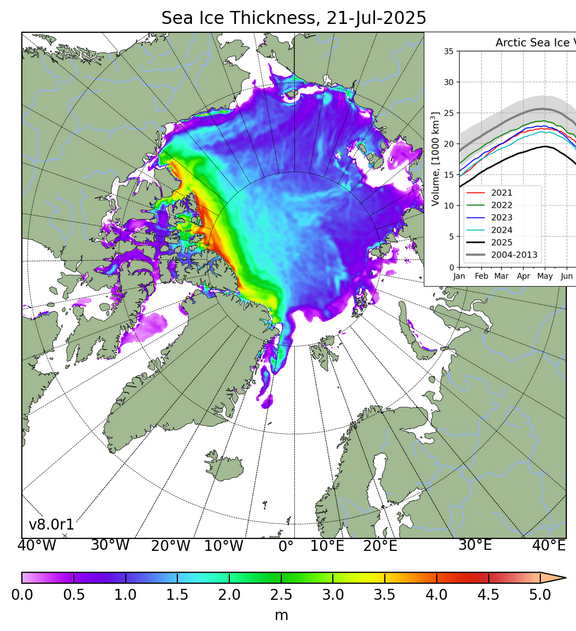 Sea Ice Thickness, 21-Jul-2025
Arctic Sea Ice
Volume, [1000 km³]
35
30
25
20
15
10
5
0
2021
2022
2023
2024
2025
2004-2013
Jan Feb Mar Apr May Jun
v8.0r1
40°W 30°W 20°W 10°W 0° 10°E 20°E 30°E 40°E
0.0 0.5 1.0 1.5 2.0 2.5 3.0 3.5 4.0 4.5 5.0
m